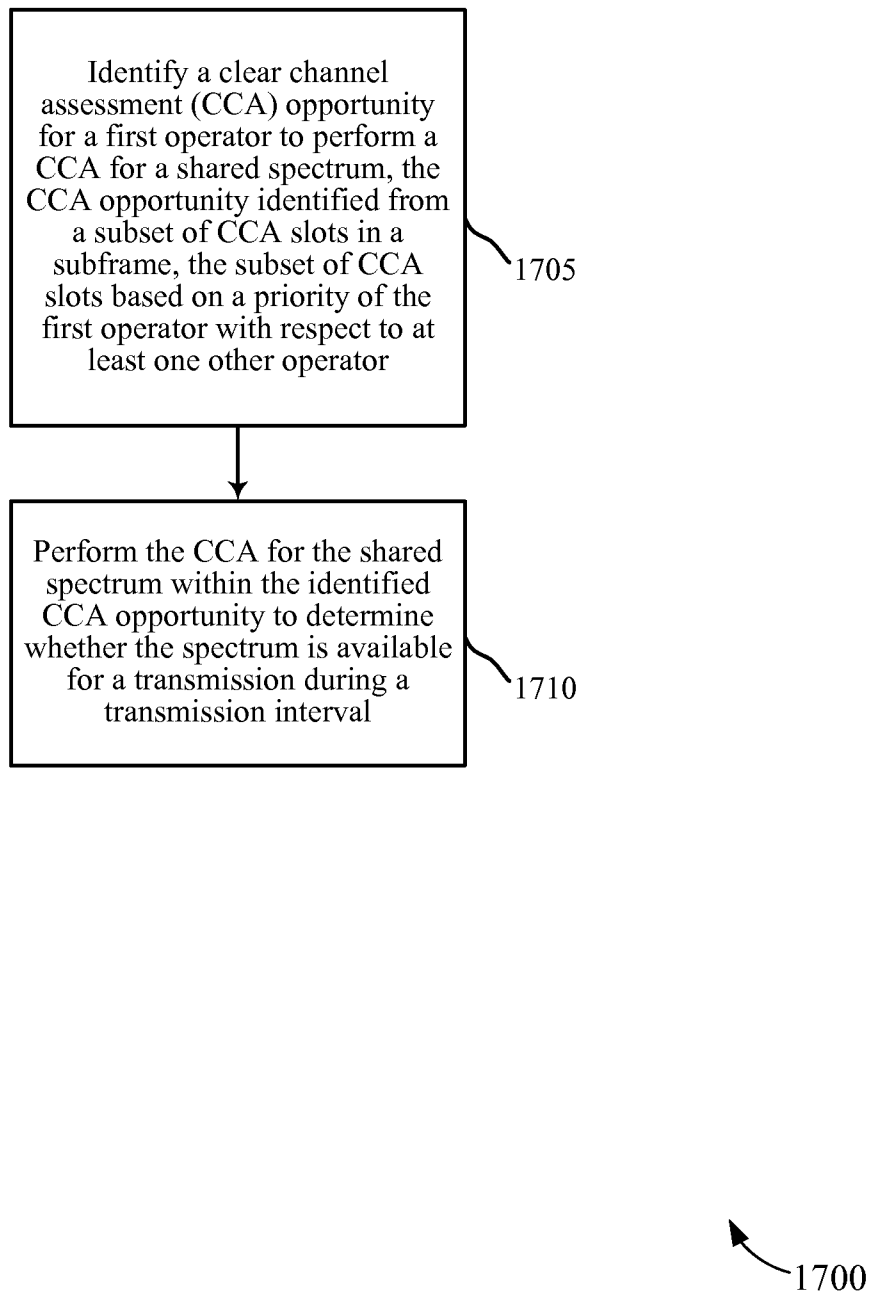 Identify a clear channel
assessment (CCA) opportunity
for a first operator to perform a
CCA for a shared spectrum, the
CCA opportunity identified from
a subset of CCA slots in a
subframe, the subset of CCA
slots based on a priority of the
first operator with respect to at
least one other operator
1705
Perform the CCA for the shared
spectrum within the identified
CCA opportunity to determine
whether the spectrum is available
for a transmission during a
transmission interval
1710
1700